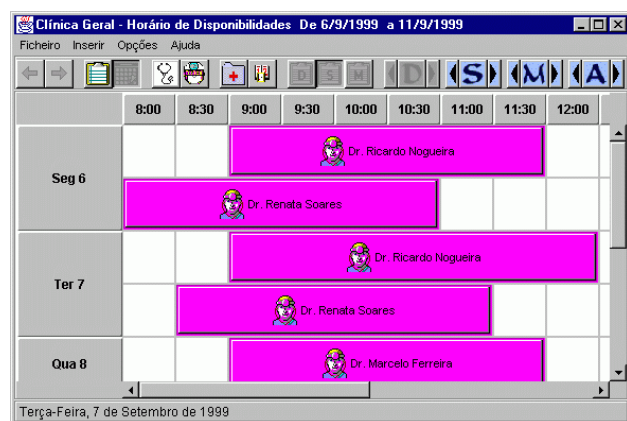 Clínica Geral - Horário de Disponibilidades De 6/9/1999 a 11/9/1999
Ficheiro Inserir Opções Ajuda
D S M D S M A
8:00 8:30 9:00 9:30 10:00 10:30 11:00 11:30 12:00
Dr. Ricardo Nogueira
Seg 6
Dr. Renata Soares
Dr. Ricardo Nogueira
Ter 7
Dr. Renata Soares
Qua 8 Dr. Marcelo Ferreira
Terça-Feira, 7 de Setembro de 1999